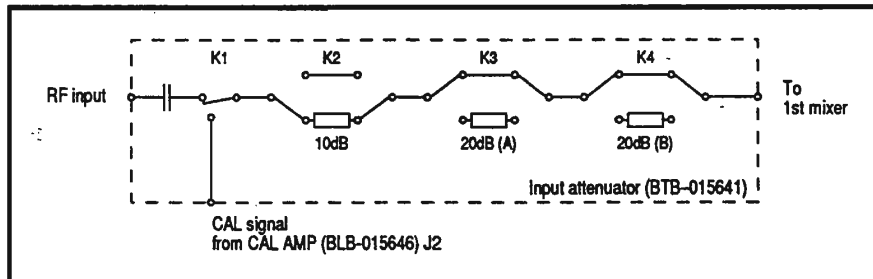 K1
K2
K3
K4
RF input
To
1st mixer
10dB
20dB (A)
20dB (B)
Input attenuator (BTB-015641)
CAL signal
from CAL AMP (BLB-015646) J2